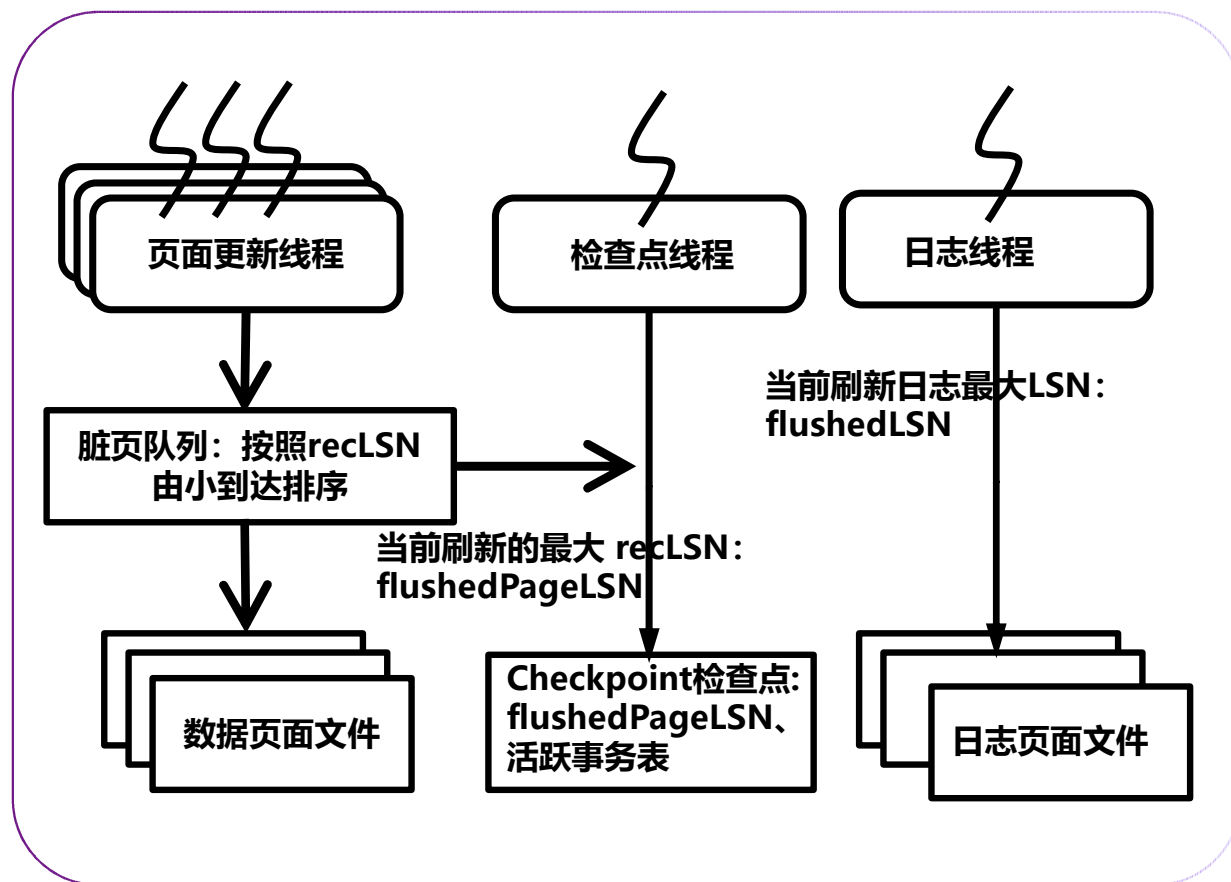 页面更新线程
检查点线程
日志线程
当前刷新日志最大LSN：
flushedLSN
脏页队列：按照recLSN
由小到达排序
当前刷新的最大 recLSN：
flushedPageLSN
Checkpoint检查点:
flushedPageLSN、
活跃事务表
数据页面文件
日志页面文件